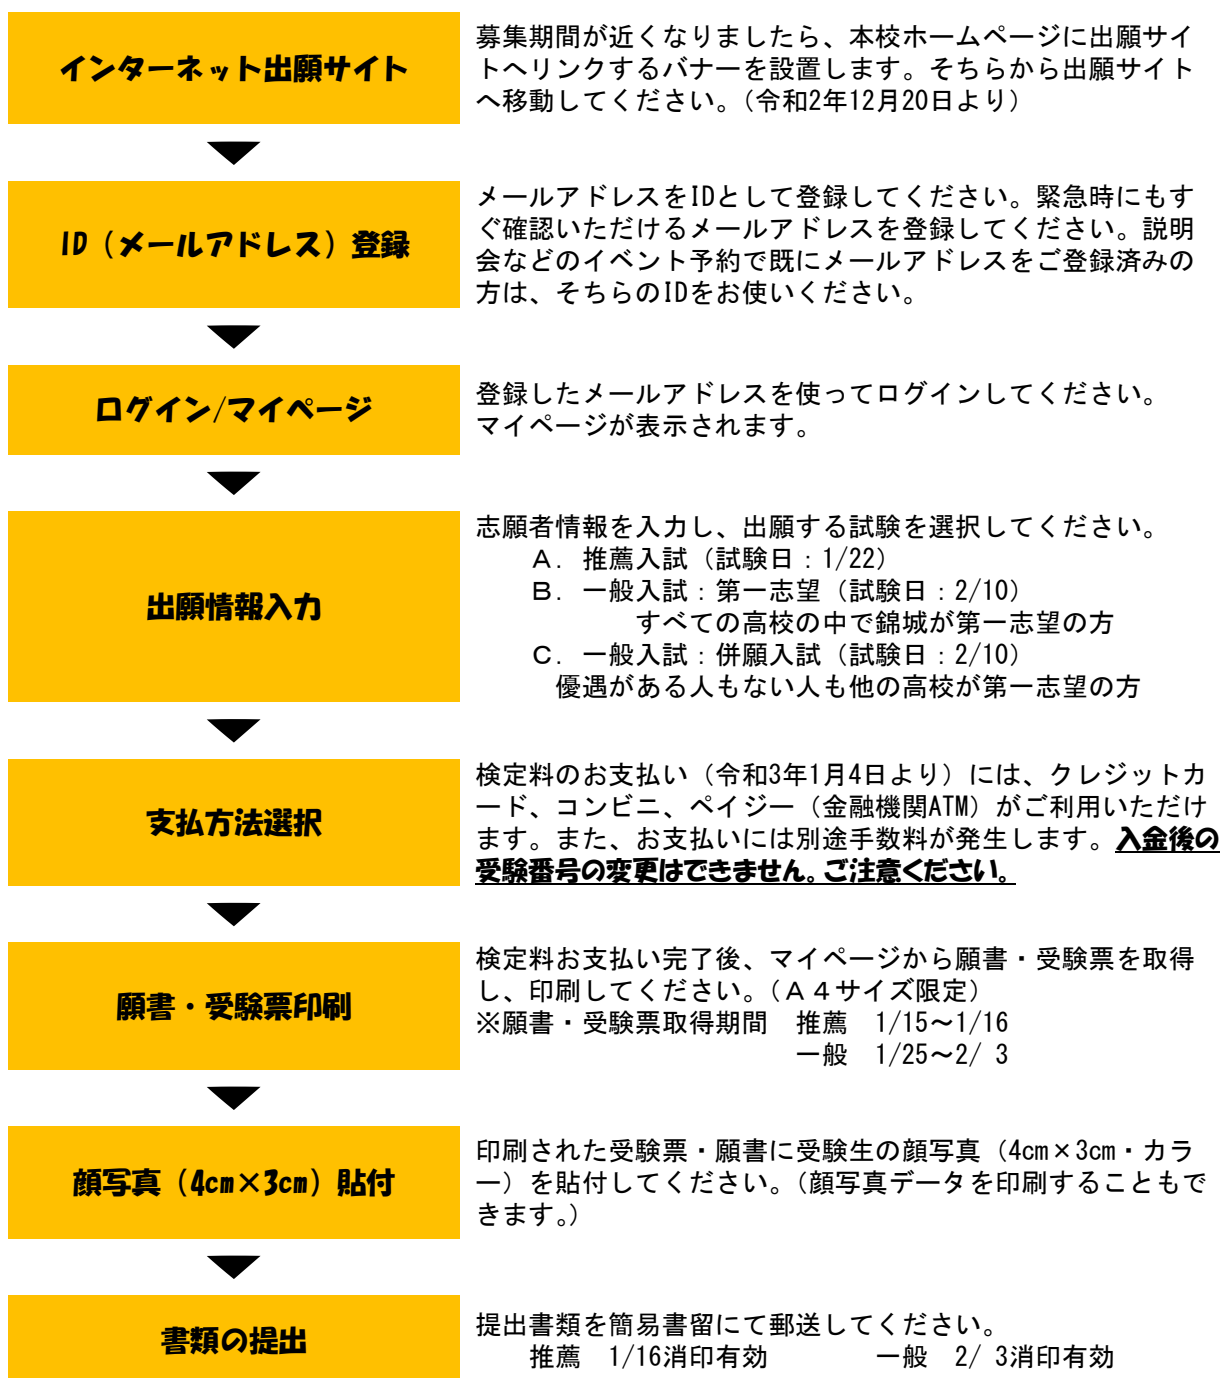 インターネット出願サイト
募集期間が近くなりましたら、本校ホームページに出願サイ
トへリンクするバナーを設置します。そちらから出願サイト
へ移動してください。（令和2年12月20日より）
ID（メールアドレス）登録
メールアドレスをIDとして登録してください。緊急時にもす
ぐ確認いただけるメールアドレスを登録してください。説明
会などのイベント予約で既にメールアドレスをご登録済みの
方は、そちらのIDをお使いください。
ログイン/マイページ
登録したメールアドレスを使ってログインしてください。
マイページが表示されます。
出願情報入力
志願者情報を入力し、出願する試験を選択してください。
Ａ．推薦入試（試験日：1/22）
Ｂ．一般入試：第一志望（試験日：2/10）
すべての高校の中で錦城が第一志望の方
Ｃ．一般入試：併願入試（試験日：2/10）
優遇がある人もない人も他の高校が第一志望の方
支払方法選択
検定料のお支払い（令和3年1月4日より）には、クレジットカ
ード、コンビニ、ペイジー（金融機関ATM）がご利用いただけ
ます。また、お支払いには別途手数料が発生します。入金後の
受験番号の変更はできません。ご注意ください。
願書・受験票印刷
検定料お支払い完了後、マイページから願書・受験票を取得
し、印刷してください。（Ａ４サイズ限定）
※願書・受験票取得期間　推薦　1/15～1/16
一般　1/25～2/ 3
顔写真（4cm×3cm）貼付
印刷された受験票・願書に受験生の顔写真（4cm×3cm・カラ
ー）を貼付してください。（顔写真データを印刷することもで
きます。）
書類の提出
提出書類を簡易書留にて郵送してください。
推薦　1/16消印有効　　　　一般　2/ 3消印有効